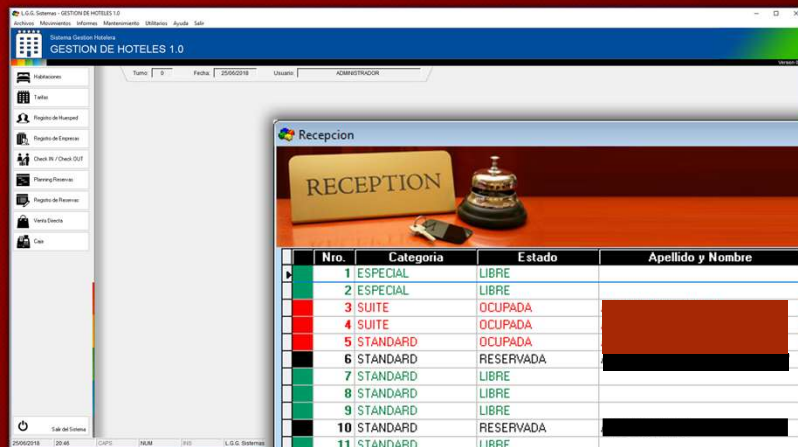 L.G.G. Sistemas - GESTION DE HOTELES 1.0
Archivos Movimientos Informes Mantenimiento Utilitarios Ayuda Salir
Sistema Gestion Hotelera
GESTION DE HOTELES 1.0
Version
Turno: 0 Fecha: 25/06/2018 Usuario: ADMINISTRADOR
Habitaciones
Tarifas
Registro de Huesped
Registro de Empresas
Check IN / Check OUT
Planning Reservas
Registro de Reservas
Venta Directa
Caja
Salir del Sistema
25/06/2018 20:46 CAPS NUM INS L.G.G. Sistemas
Recepcion
RECEPTION
Nro. Categoria Estado Apellido y Nombre
1 ESPECIAL LIBRE
2 ESPECIAL LIBRE
3 SUITE OCUPADA
4 SUITE OCUPADA
5 STANDARD OCUPADA
6 STANDARD RESERVADA
7 STANDARD LIBRE
8 STANDARD LIBRE
9 STANDARD LIBRE
10 STANDARD RESERVADA
11 STANDARD LIBRE